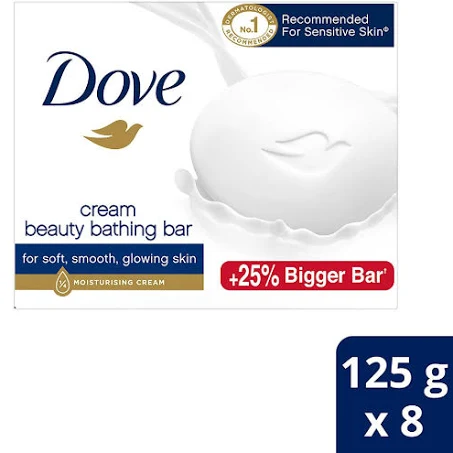 DERMATOLOGIST
No.1
RECOMMENDED
Recommended
For Sensitive Skin®
Dove
cream
beauty bathing bar
for soft, smooth, glowing skin
¼ MOISTURISING CREAM
+25% Bigger Bar†
125 g
x 8